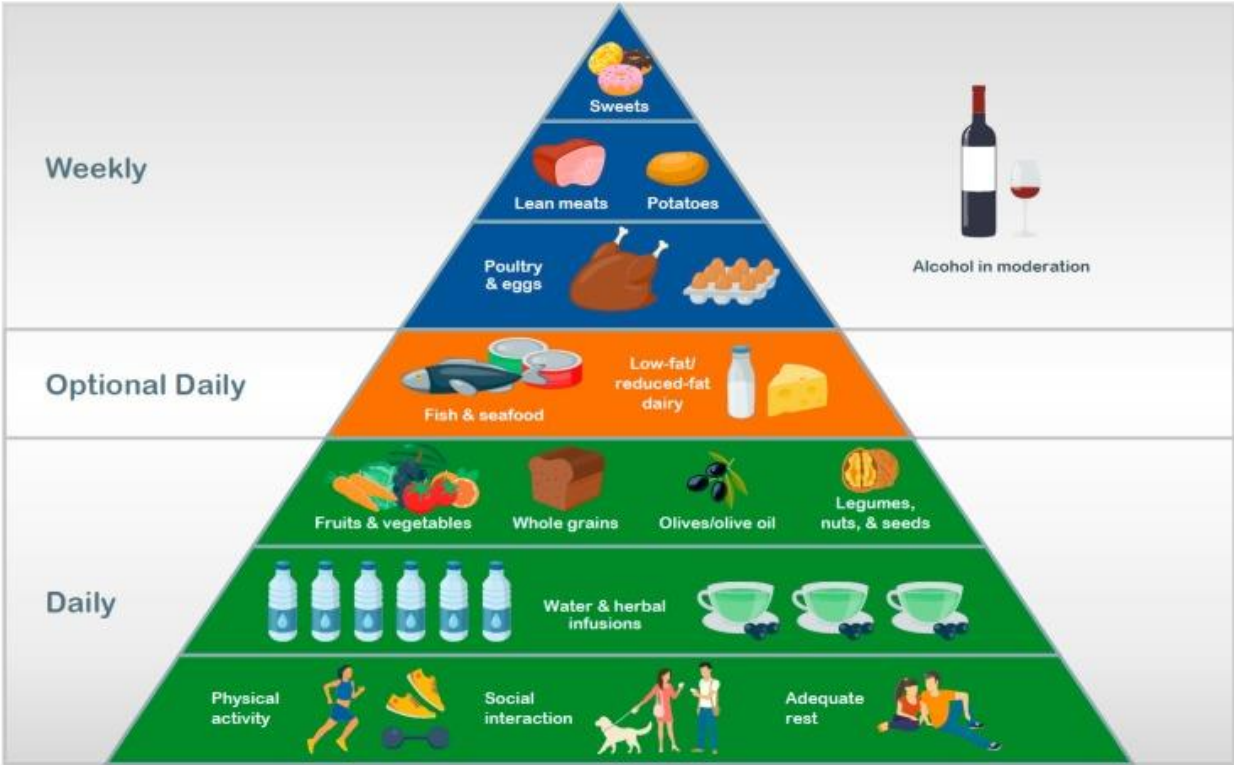 Sweets
Weekly
Lean meats
Potatoes
Poultry
& eggs
Alcohol in moderation
Optional Daily
Fish & seafood
Low-fat/
reduced-fat
dairy
Fruits & vegetables
Whole grains
Olives/olive oil
Legumes,
nuts, & seeds
Daily
Water & herbal
infusions
Physical
activity
Social
interaction
Adequate
rest